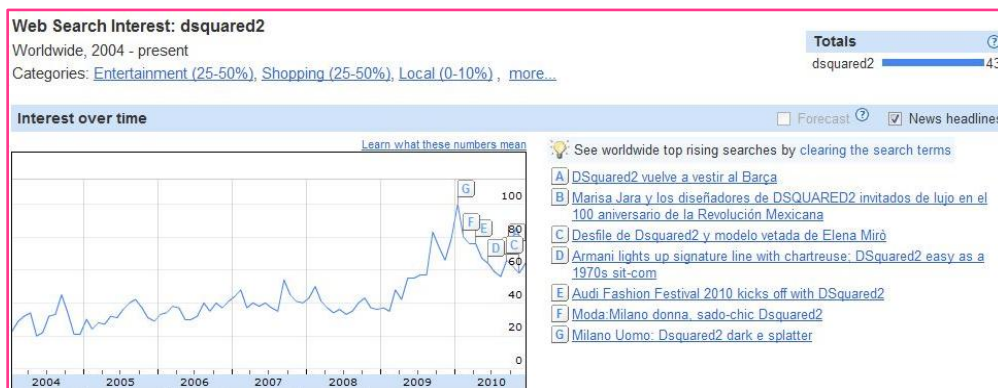 Web Search Interest: dsquared2
Worldwide, 2004 - present
Categories: Entertainment (25-50%), Shopping (25-50%), Local (0-10%) , more...
Totals ?
dsquared2 43
Interest over time
Forecast ? News headlines
Learn what these numbers mean
See worldwide top rising searches by clearing the search terms
A DSquared2 vuelve a vestir al Barça
B Marisa Jara y los diseñadores de DSQUARED2 invitados de lujo en el
100 aniversario de la Revolución Mexicana
C Desfile de Dsquared2 y modelo vetada de Elena Mirò
D Armani lights up signature line with chartreuse; DSquared2 easy as a
1970s sit-com
E Audi Fashion Festival 2010 kicks off with DSquared2
F Moda:Milano donna, sado-chic Dsquared2
G Milano Uomo: Dsquared2 dark e splatter
G
100
F
E
80
D
C
60
40
20
0
2004 2005 2006 2007 2008 2009 2010